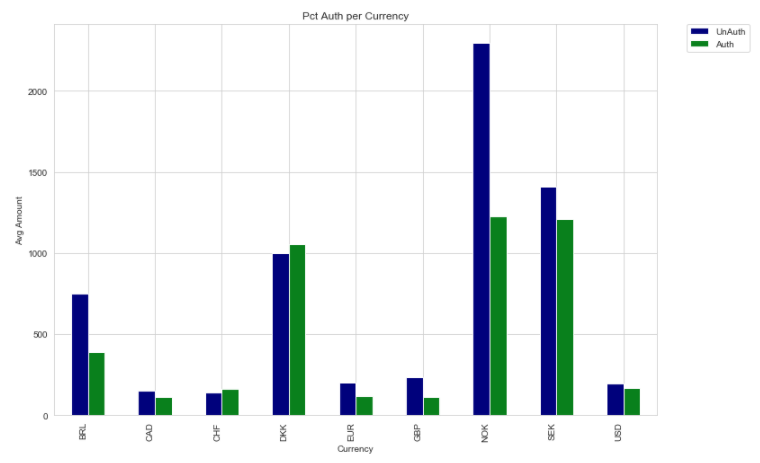 Pct Auth per Currency
UnAuth
Auth
2000
1500
1000
500
0
Avg Amount
BRL
CAD
CHF
DKK
EUR
GBP
NOK
SEK
USD
Currency